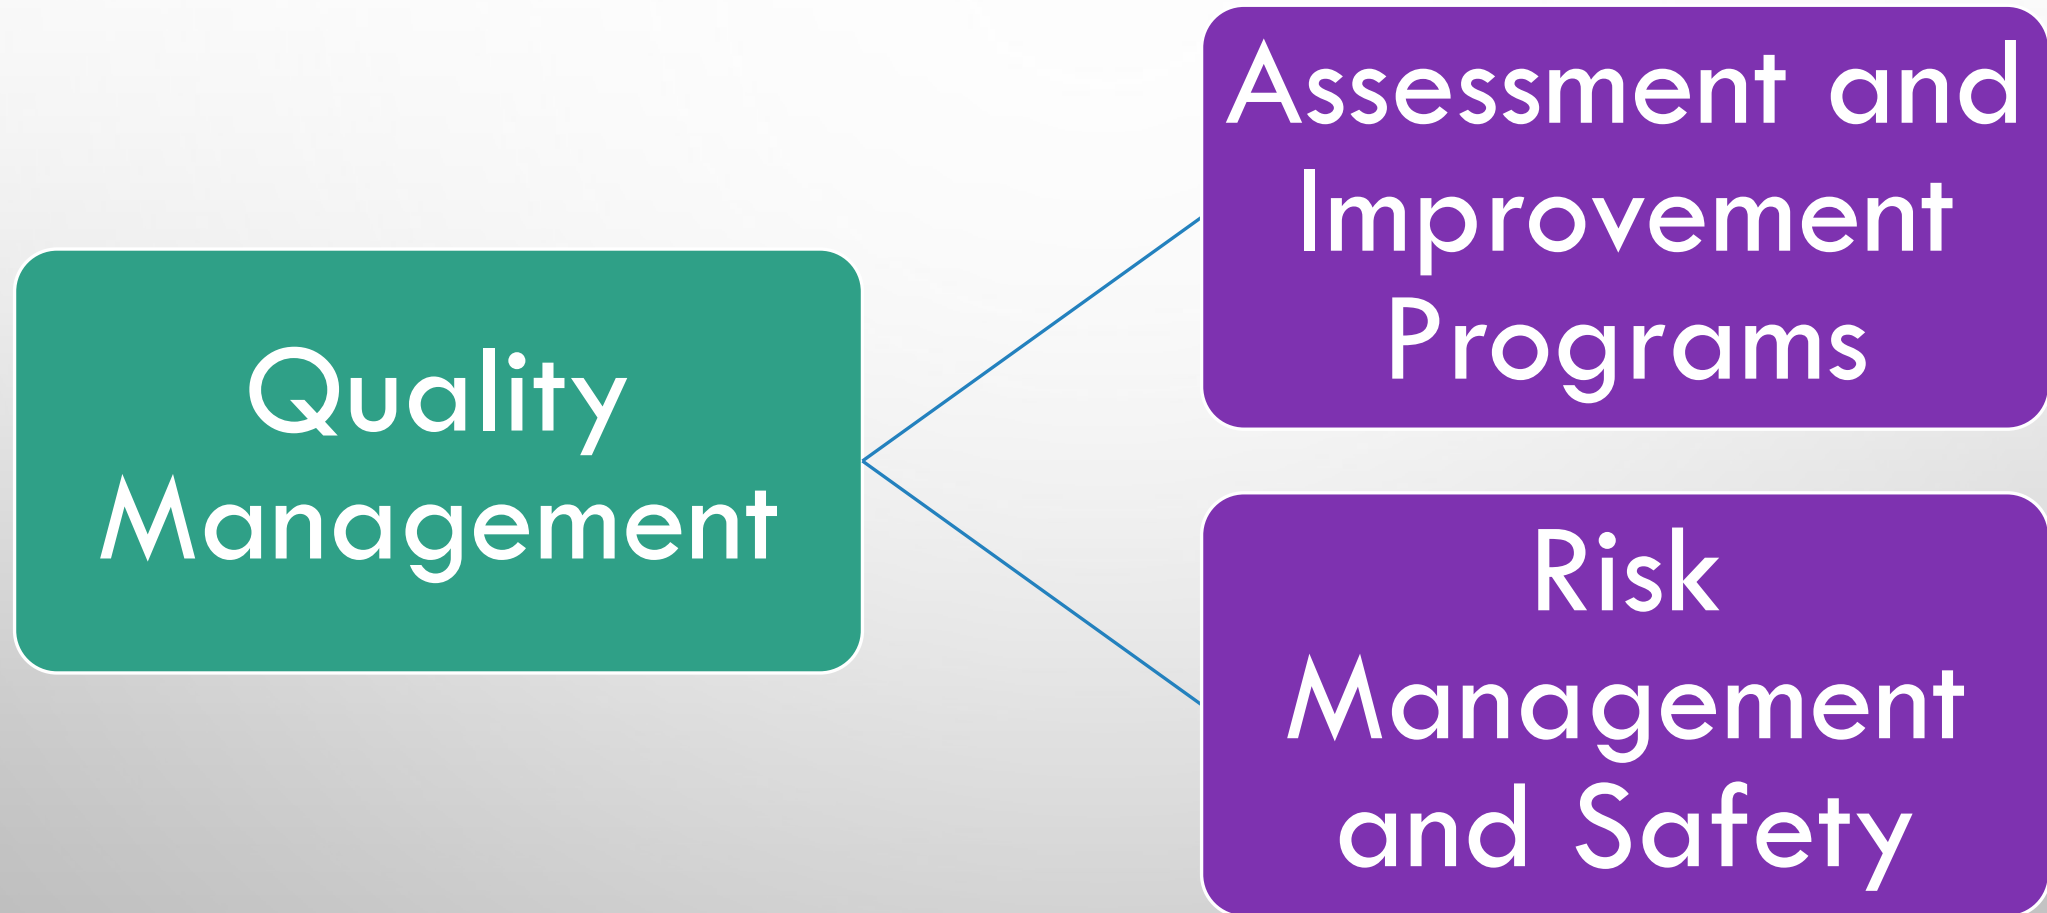 Quality
Management
Assessment and
Improvement
Programs
Risk
Management
and Safety